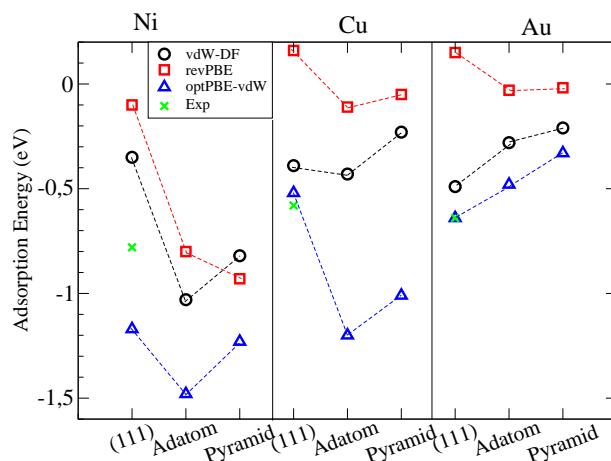 Ni Cu Au
vdW-DF
revPBE
optPBE-vdW
Exp
0
-0,5
-1
-1,5
Adsorption Energy (eV)
(111) Adatom Pyramid (111) Adatom Pyramid (111) Adatom Pyramid